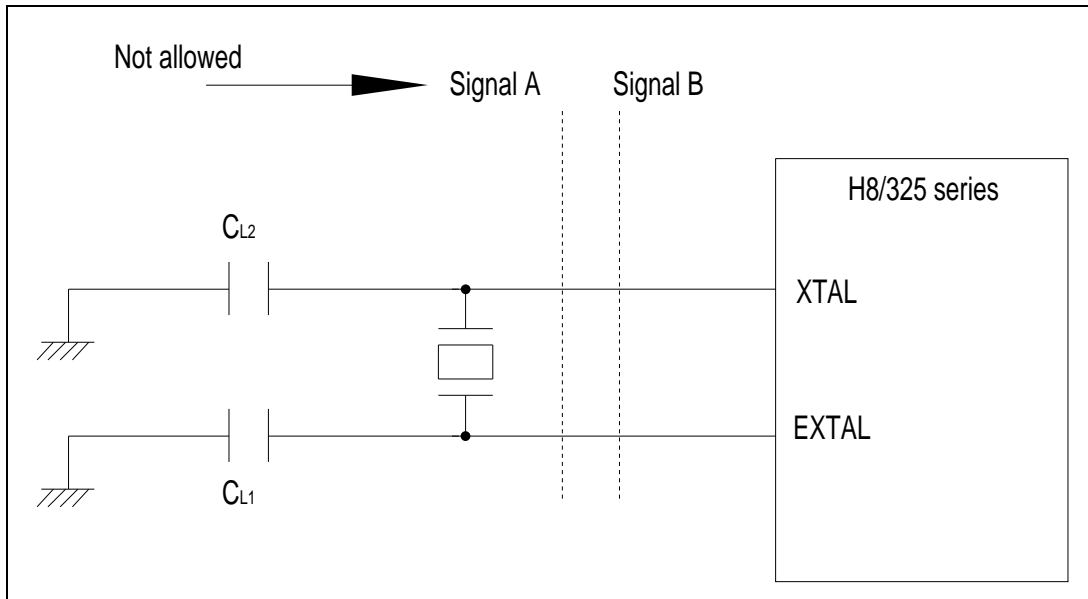 Not allowed
Signal A
Signal B
H8/325 series
CL2
XTAL
EXTAL
CL1